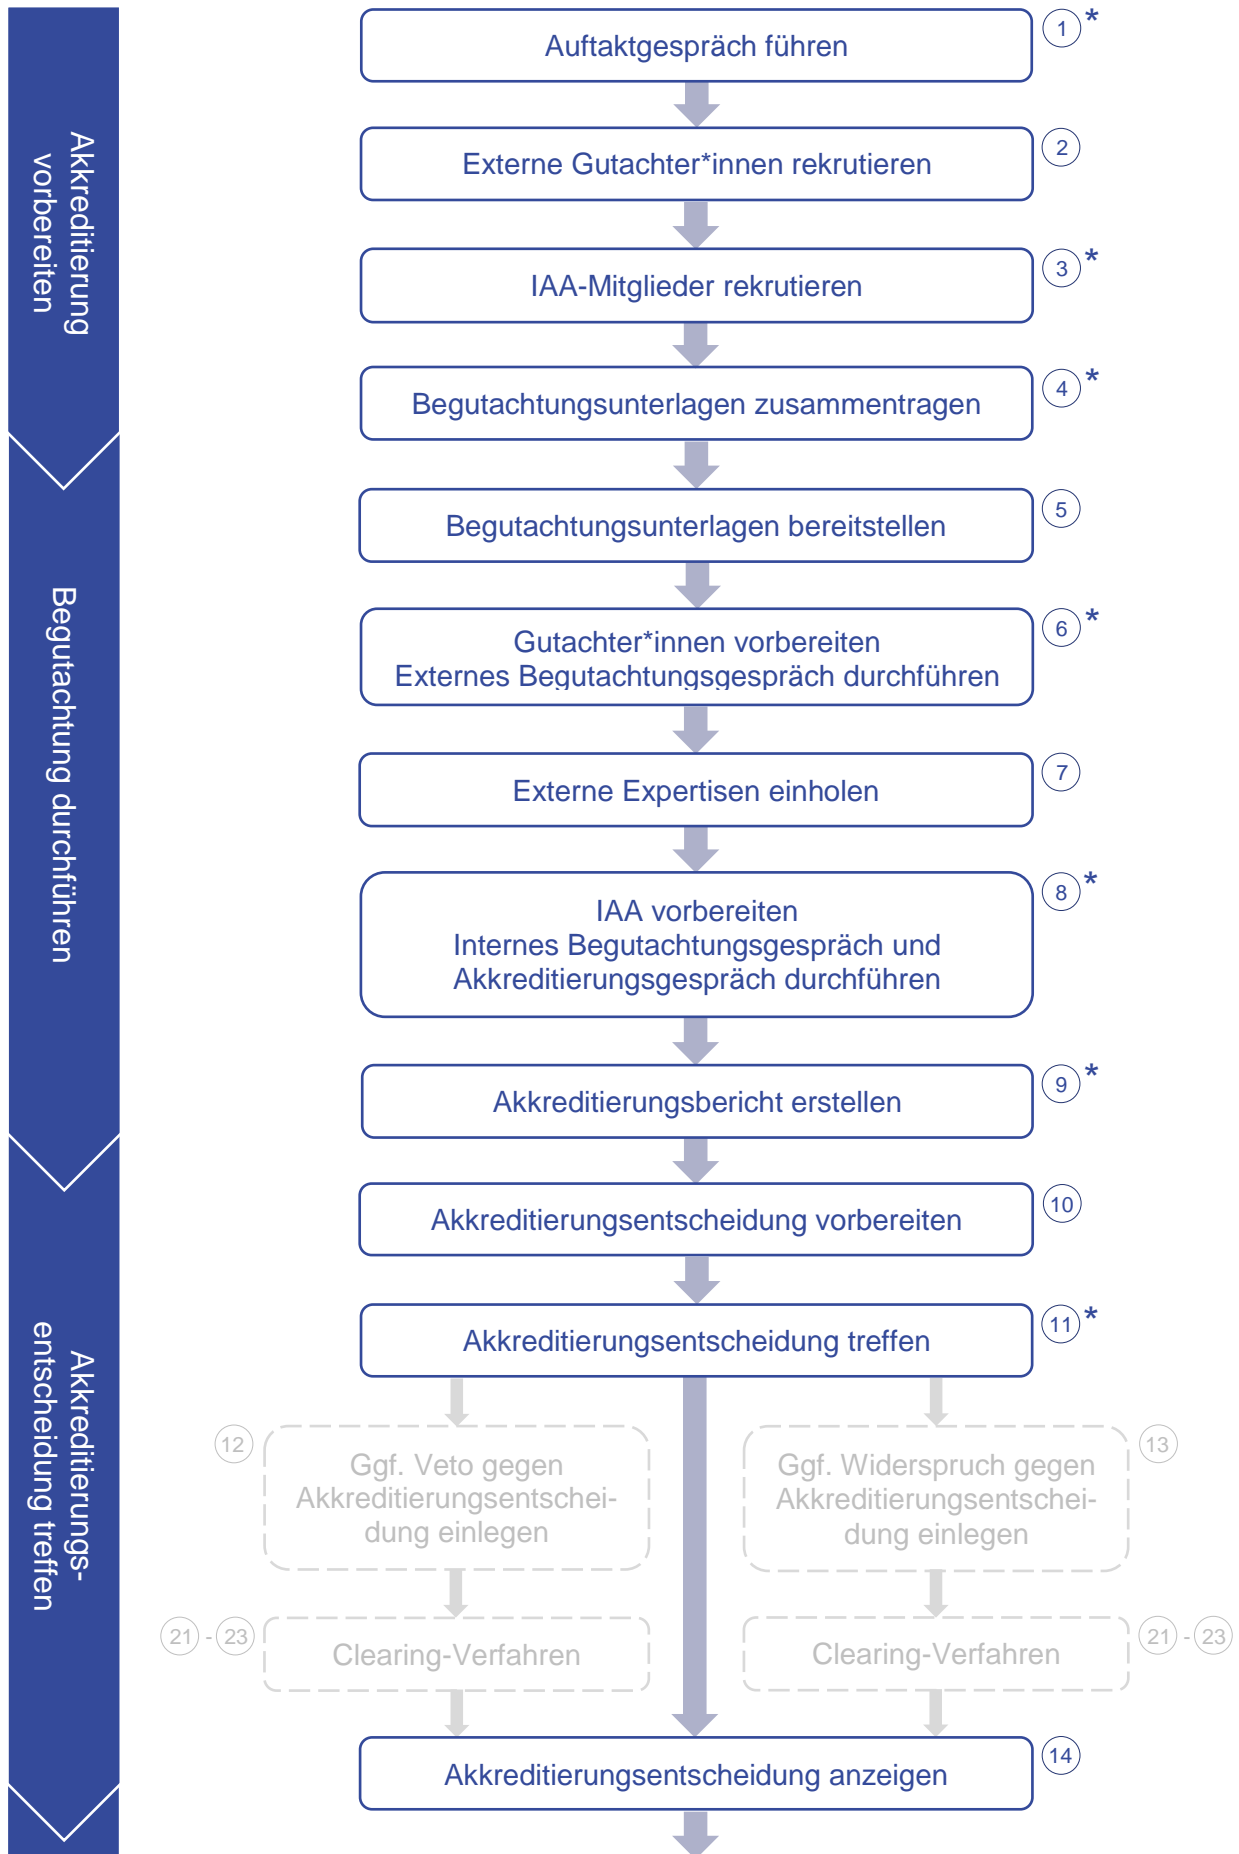 Akkreditierung
vorbereiten
Auftaktgespräch führen
1 *
Externe Gutachter*innen rekrutieren
2
IAA-Mitglieder rekrutieren
3 *
Begutachtungsunterlagen zusammentragen
4 *
Begutachtung durchführen
Begutachtungsunterlagen bereitstellen
5
Gutachter*innen vorbereiten
Externes Begutachtungsgespräch durchführen
6 *
Externe Expertisen einholen
7
IAA vorbereiten
Internes Begutachtungsgespräch und
Akkreditierungsgespräch durchführen
8 *
Akkreditierungsbericht erstellen
9 *
Akkreditierungs-
entscheidung treffen
Akkreditierungsentscheidung vorbereiten
10
Akkreditierungsentscheidung treffen
11 *
12
Ggf. Veto gegen
Akkreditierungsentschei-
dung einlegen
Ggf. Widerspruch gegen
Akkreditierungsentschei-
dung einlegen
13
21 - 23
Clearing-Verfahren
Clearing-Verfahren
21 - 23
Akkreditierungsentscheidung anzeigen
14